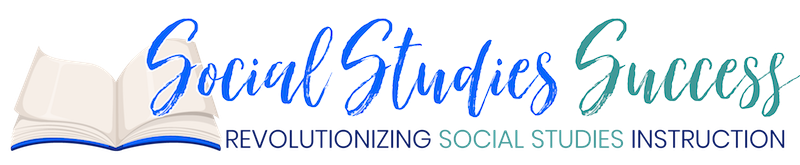 Social Studies Success
REVOLUTIONIZING SOCIAL STUDIES INSTRUCTION